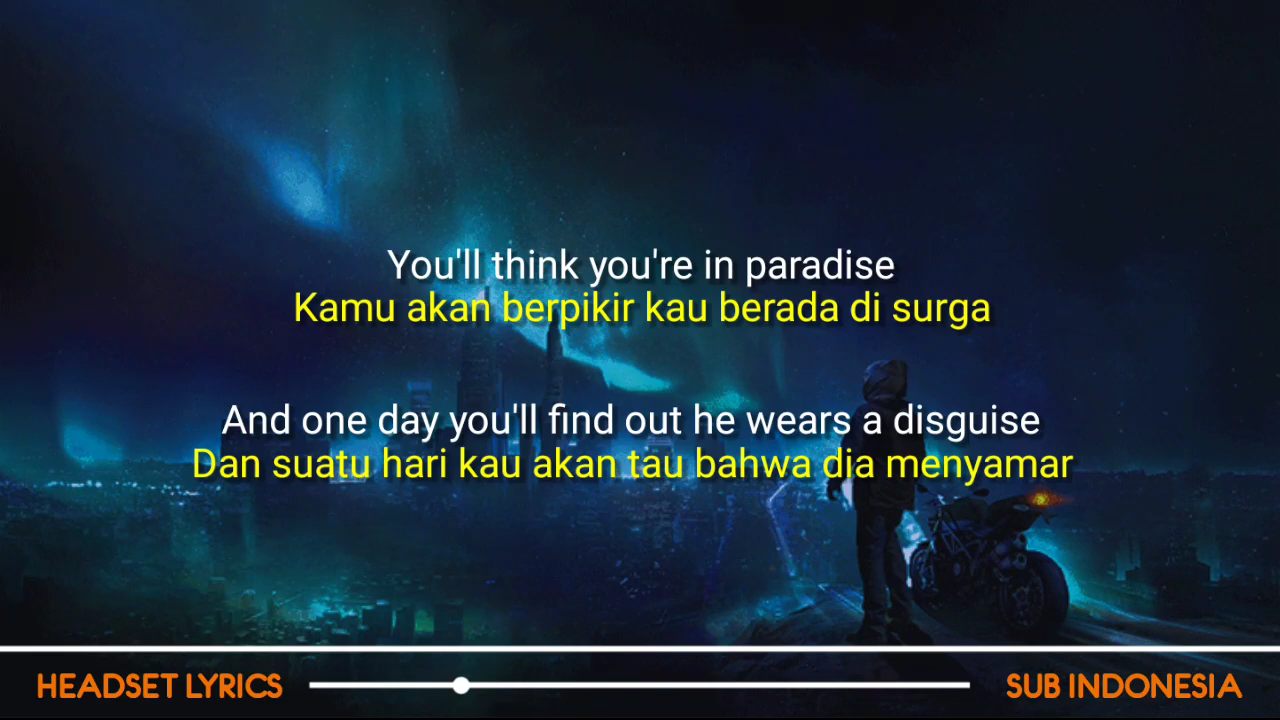 You'll think you're in paradise
Kamu akan berpikir kau berada di surga
And one day you'll find out he wears a disguise
Dan suatu hari kau akan tau bahwa dia menyamar
HEADSET LYRICS
SUB INDONESIA